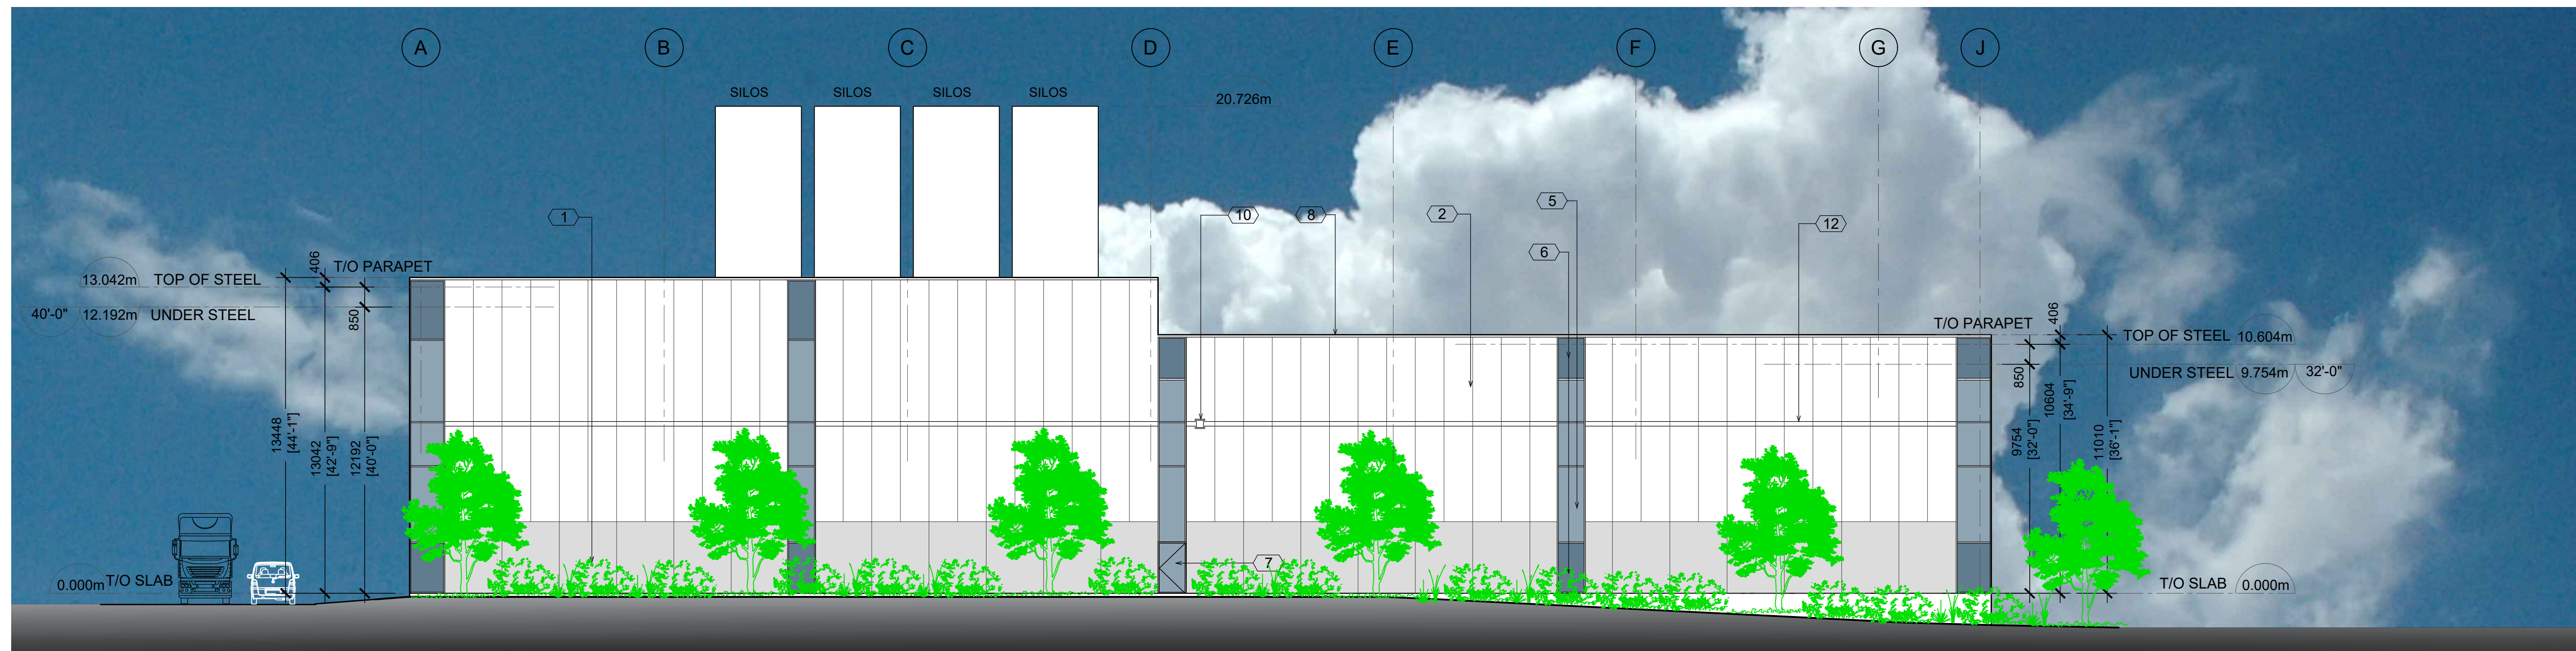 A
B
C
D
E
F
G
J
SILOS
SILOS
SILOS
SILOS
20.726m
1
10
8
2
5
6
12
7
406
T/O PARAPET
13.042m
TOP OF STEEL
40'-0"
12.192m
UNDER STEEL
850
13448
[44'-1"]
13042
[42'-9"]
12192
[40'-0"]
0.000m
T/O SLAB
T/O PARAPET
406
TOP OF STEEL
10.604m
UNDER STEEL
9.754m
32'-0"
850
10604
[34'-9"]
9754
[32'-0"]
11010
[36'-1"]
T/O SLAB
0.000m